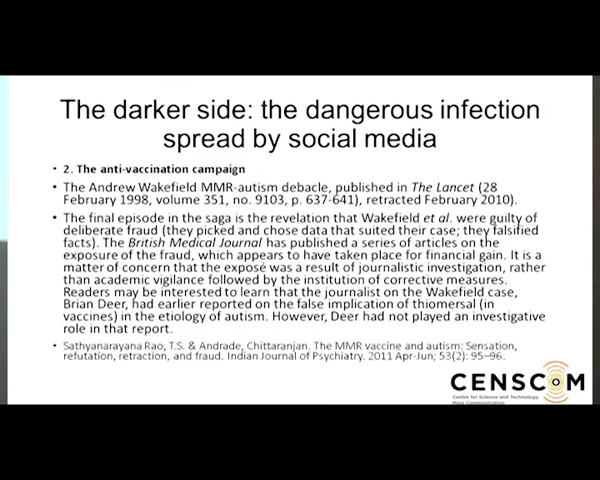 The darker side: the dangerous infection
spread by social media
• 2. The anti-vaccination campaign
• The Andrew Wakefield MMR-autism debacle, published in The Lancet (28
February 1998, volume 351, no. 9103, p. 637-641), retracted February 2010).
• The final episode in the saga is the revelation that Wakefield et al. were guilty of
deliberate fraud (they picked and chose data that suited their case; they falsified
facts). The British Medical Journal has published a series of articles on the
exposure of the fraud, which appears to have taken place for financial gain. It is a
matter of concern that the exposé was a result of journalistic investigation, rather
than academic vigilance followed by the institution of corrective measures.
Readers may be interested to learn that the journalist on the Wakefield case,
Brian Deer, had earlier reported on the false implication of thiomersal (in
vaccines) in the etiology of autism. However, Deer had not played an investigative
role in that report.
• Sathyanarayana Rao, T.S. & Andrade, Chittaranjan. The MMR vaccine and autism: Sensation,
refutation, retraction, and fraud. Indian Journal of Psychiatry. 2011 Apr-Jun; 53(2): 95–96.
CENSCOM
Centre for Science and Technology
Mass Communication